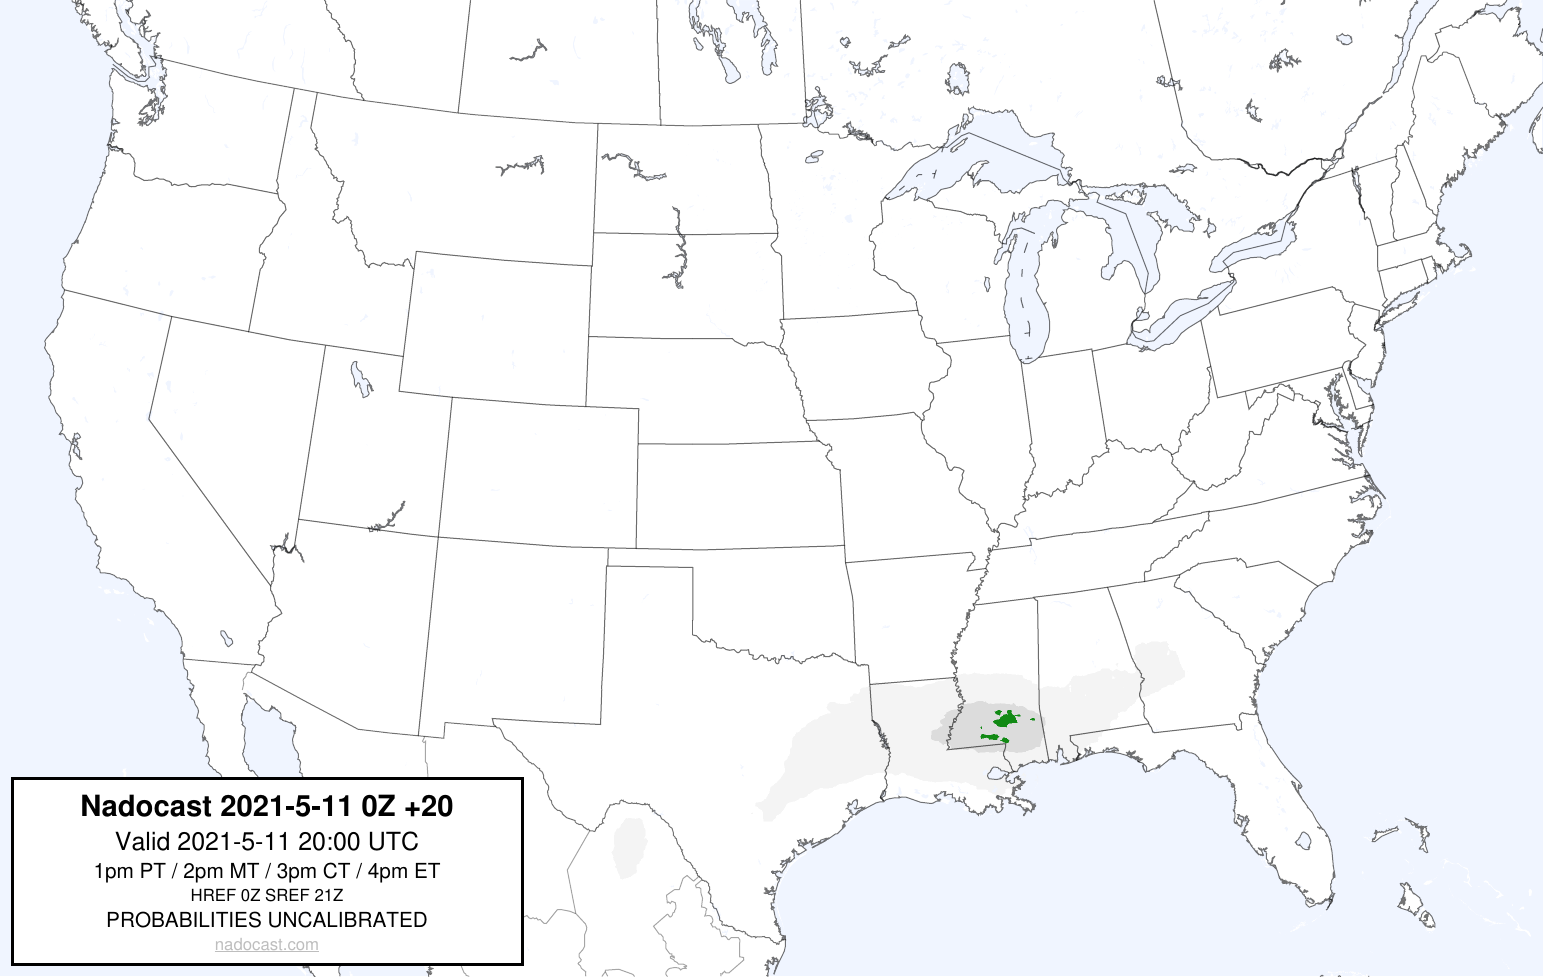 Nadocast 2021-5-11 0Z +20
Valid 2021-5-11 20:00 UTC
1pm PT / 2pm MT / 3pm CT / 4pm ET
HREF 0Z SREF 21Z
PROBABILITIES UNCALIBRATED
nadocast.com